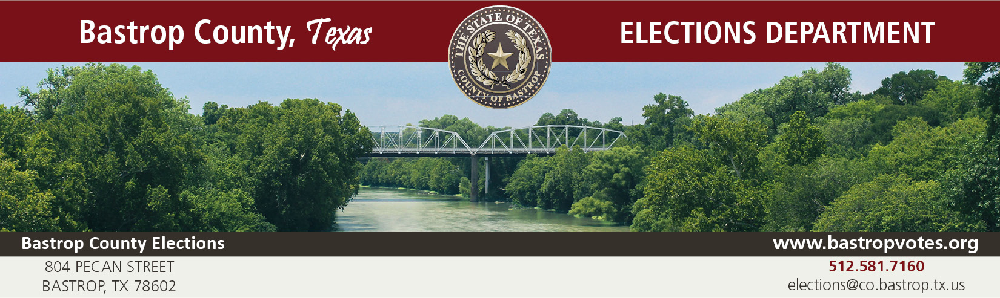 Bastrop County, Texas
THE STATE OF TEXAS
COUNTY OF BASTROP
ELECTIONS DEPARTMENT
Bastrop County Elections
www.bastropvotes.org
804 PECAN STREET
BASTROP, TX 78602
512.581.7160
elections@co.bastrop.tx.us